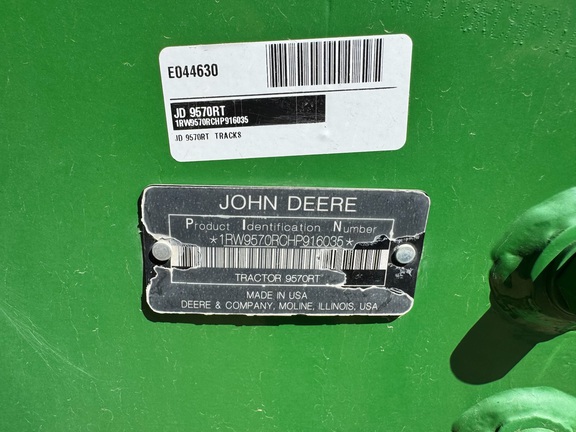 E044630
JD 9570RT
1RW9570RCHP916035
JD 9570RT TRACKS
JOHN DEERE
Product Identification Number
*1RW9570RCHP916035*
TRACTOR 9570RT
MADE IN USA
DEERE & COMPANY, MOLINE, ILLINOIS, USA